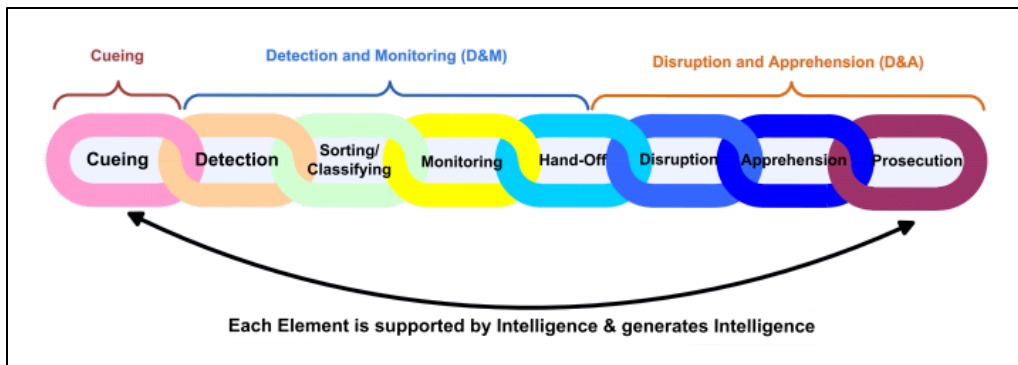 Cueing
Detection and Monitoring (D&M)
Disruption and Apprehension (D&A)
Cueing
Detection
Sorting/
Classifying
Monitoring
Hand-Off
Disruption
Apprehension
Prosecution
Each Element is supported by Intelligence & generates Intelligence